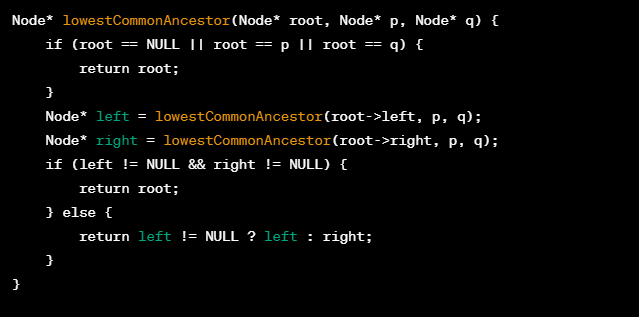 Node* lowestCommonAncestor(Node* root, Node* p, Node* q) {
    if (root == NULL || root == p || root == q) {
        return root;
    }
    Node* left = lowestCommonAncestor(root->left, p, q);
    Node* right = lowestCommonAncestor(root->right, p, q);
    if (left != NULL && right != NULL) {
        return root;
    } else {
        return left != NULL ? left : right;
    }
}